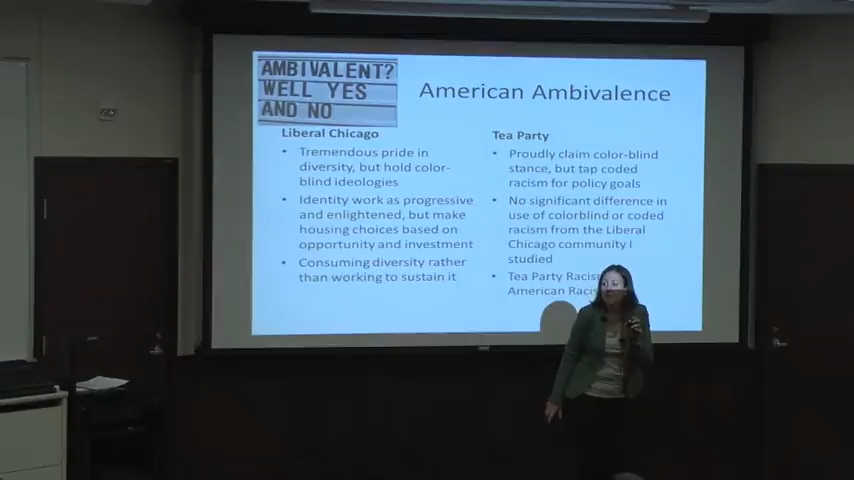 AMBIVALENT?
WELL YES
AND NO
American Ambivalence
Liberal Chicago
• Tremendous pride in
diversity, but hold color-
blind ideologies
• Identity work as progressive
and enlightened, but make
housing choices based on
opportunity and investment
• Consuming diversity rather
than working to sustain it
Tea Party
• Proudly claim color-blind
stance, but tap coded
racism for policy goals
• No significant difference in
use of colorblind or coded
racism from the Liberal
Chicago community I
studied
• Tea Party
American